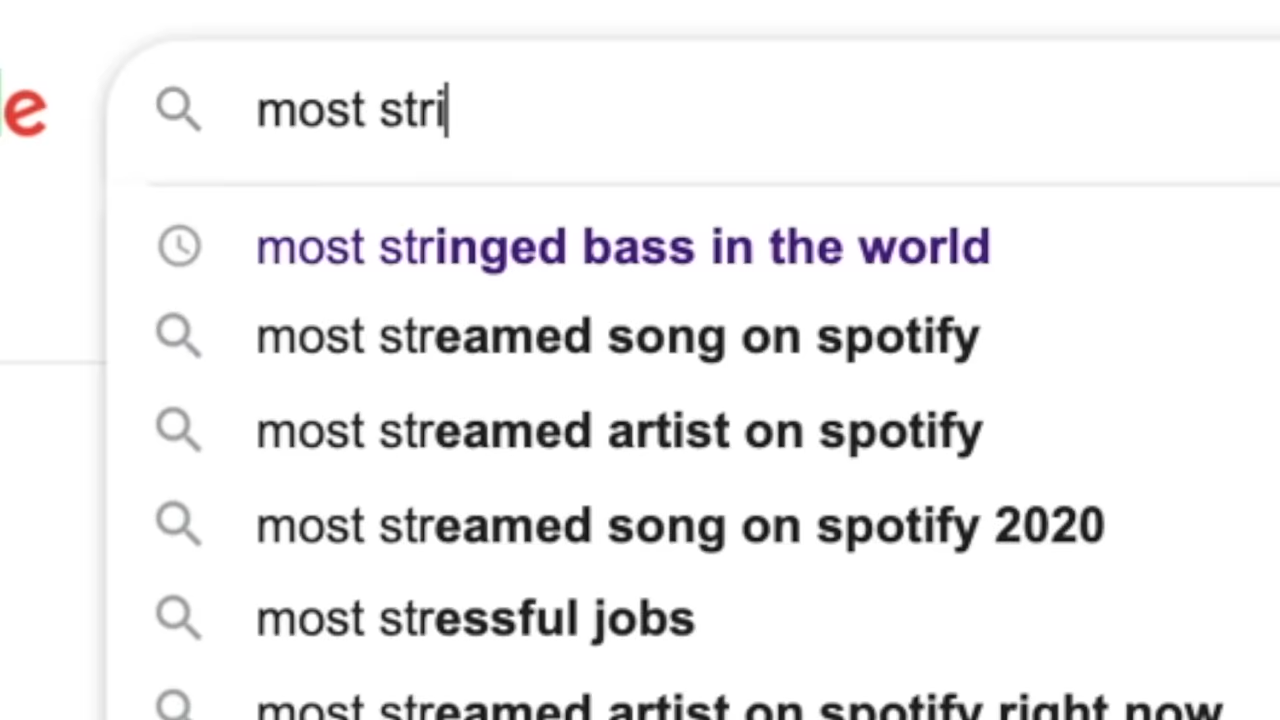 le
most stri
most stringed bass in the world
most streamed song on spotify
most streamed artist on spotify
most streamed song on spotify 2020
most stressful jobs
most streamed artist on spotify right now